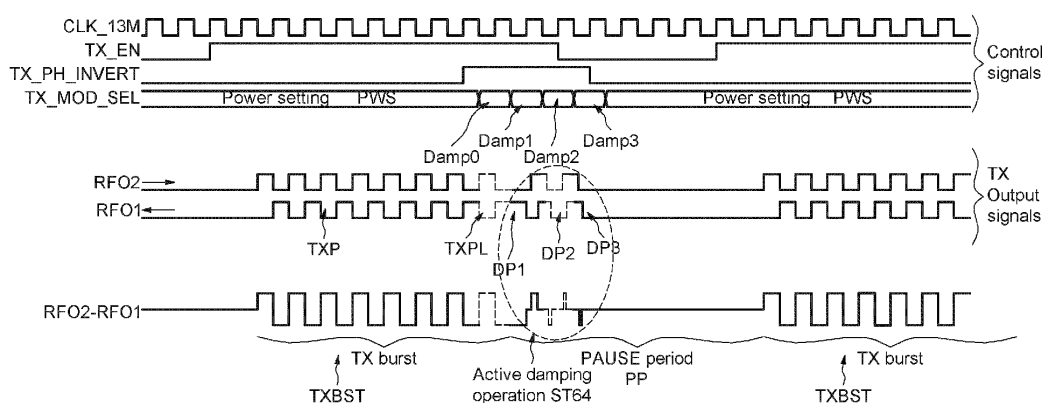 CLK_13M
TX_EN
TX_PH_INVERT
TX_MOD_SEL
Power setting PWS
Power setting PWS
Control
signals
Damp0
Damp1
Damp2
Damp3
RFO2
RFO1
TX
Output
signals
TXP
TXPL
DP1
DP2
DP3
RFO2-RFO1
TX burst
TXBST
Active damping
operation ST64
PAUSE period
PP
TX burst
TXBST